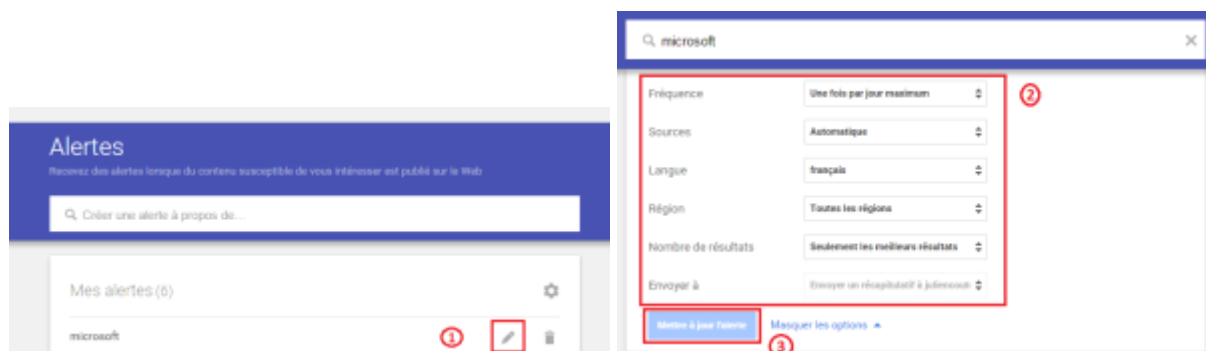 Alertes
Recevez des alertes lorsque du contenu susceptible de vous intéresser est publié sur le Web
Créer une alerte à propos de...
Mes alertes (6)
microsoft
1
microsoft
Fréquence Une fois par jour maximum
2
Sources Automatique
Langue français
Région Toutes les régions
Nombre de résultats Seulement les meilleurs résultats
Envoyer à Envoyer un récapitulatif à
Mettre à jour l'alerte Masquer les options
3